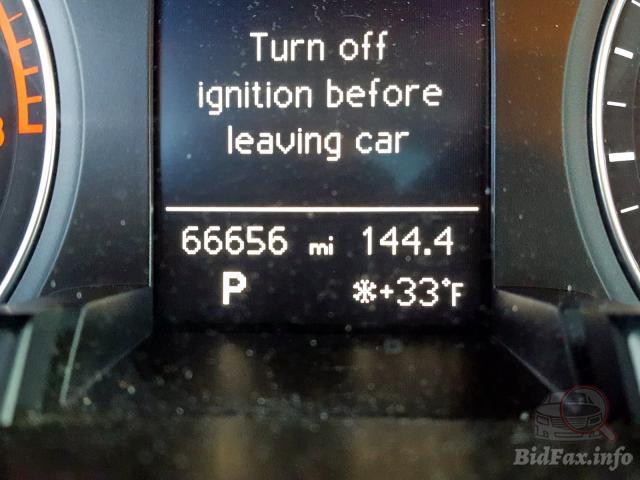 Turn off
ignition before
leaving car
66656 mi 144.4
P ❄+33°F
BidFax.info